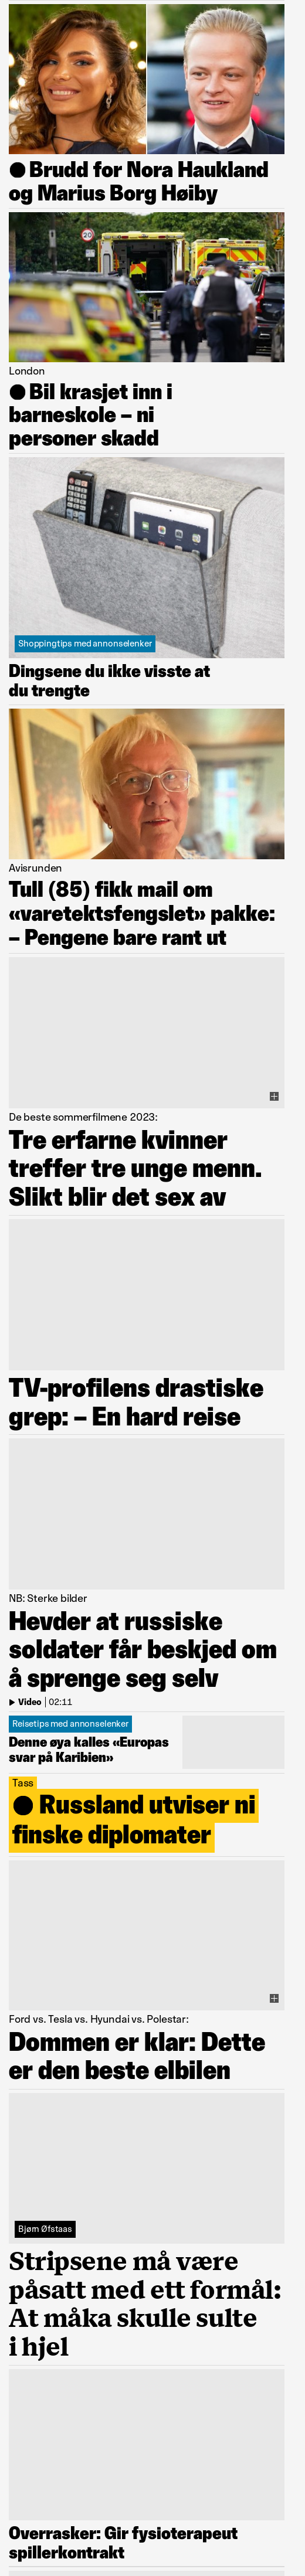 ● Brudd for Nora Haukland
og Marius Borg Høiby
20
London
● Bil krasjet inn i
barneskole – ni
personer skadd
Shoppingtips med annonselenker
Dingsene du ikke visste at
du trengte
Avisrunden
Tull (85) fikk mail om
«varetektsfengslet» pakke:
– Pengene bare rant ut
De beste sommerfilmene 2023:
Tre erfarne kvinner
treffer tre unge menn.
Slikt blir det sex av
TV-profilens drastiske
grep: – En hard reise
NB: Sterke bilder
Hevder at russiske
soldater får beskjed om
å sprenge seg selv
Video | 02:11
Reisetips med annonselenker
Denne øya kalles «Europas
svar på Karibien»
Tass
● Russland utviser ni
finske diplomater
Ford vs. Tesla vs. Hyundai vs. Polestar:
Dommen er klar: Dette
er den beste elbilen
Bjørn Øfstaas
Stripsene må være
påsatt med ett formål:
At måka skulle sulte
i hjel
Overrasker: Gir fysioterapeut
spillerkontrakt